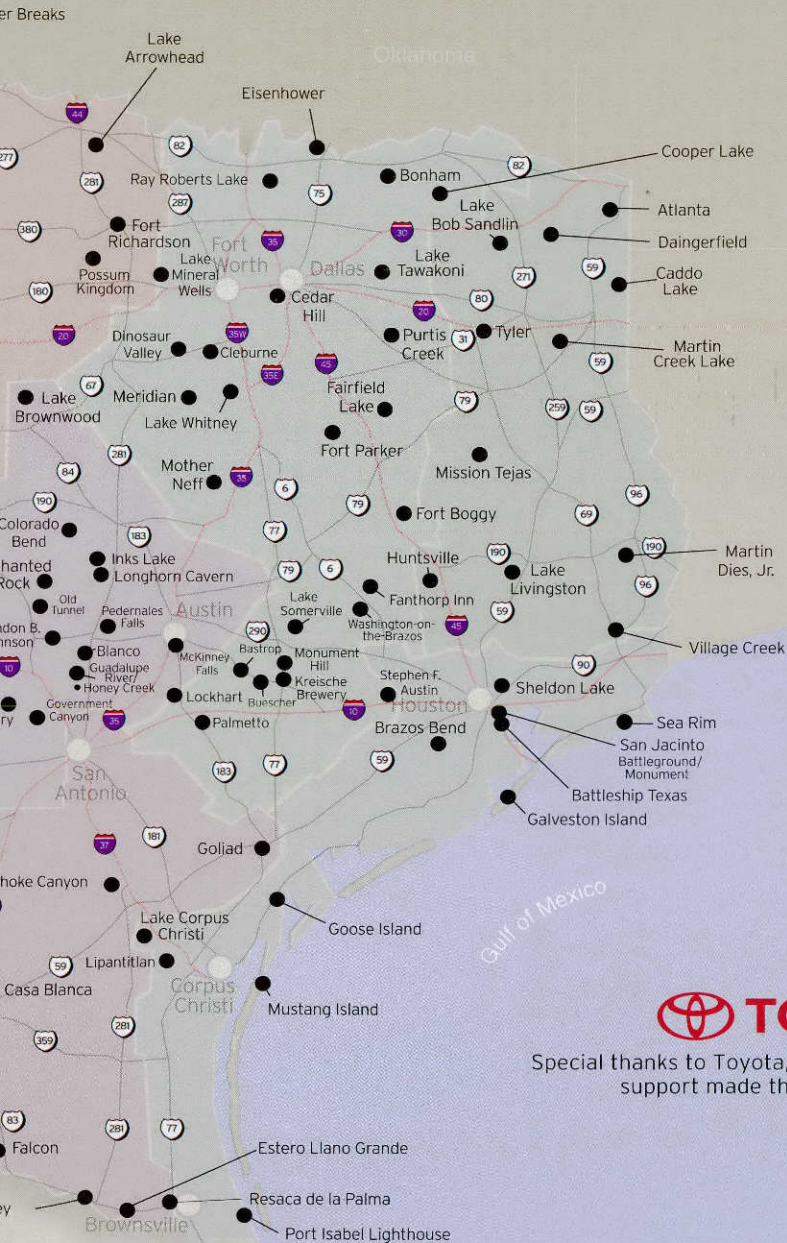 er Breaks
Lake
Arrowhead
Oklahoma
Eisenhower
44
82
277
281
287
Ray Roberts Lake
75
Bonham
82
Cooper Lake
Lake
Bob Sandlin
Atlanta
Daingerfield
380
Fort
Richardson
Fort
Worth
35
30
Possum
Kingdom
Lake
Mineral
Wells
Dallas
Lake
Tawakoni
271
59
Caddo
Lake
180
Cedar
Hill
80
20
20
Dinosaur
Valley
35W
Cleburne
Purtis
Creek
31
Tyler
Martin
Creek Lake
45
35E
59
67
Lake
Brownwood
Meridian
Lake Whitney
Fairfield
Lake
79
259
59
Fort Parker
281
84
Mother
Neff
35
Mission Tejas
190
6
79
96
Colorado
Bend
183
77
Fort Boggy
69
hanted
Rock
Inks Lake
Longhorn Cavern
79
6
Huntsville
190
Lake
Livingston
190
Martin
Dies, Jr.
96
Old
Tunnel
Pedernales
Falls
Austin
Lake
Somerville
Fanthorp Inn
Washington-on-
the-Brazos
59
45
ndon B.
hnson
Blanco
290
Village Creek
10
Guadalupe
River/
Honey Creek
McKinney
Falls
Bastrop
Monument
Hill
Kreische
Brewery
Buescher
Stephen F.
Austin
90
Sheldon Lake
ry
Government
Canyon
35
Lockhart
Palmetto
10
Houston
Brazos Bend
Sea Rim
San Jacinto
Battleground/
Monument
San
Antonio
183
77
59
Battleship Texas
Galveston Island
37
181
Goliad
hoke Canyon
Goose Island
Gulf of Mexico
Lake Corpus
Christi
Lipantitlan
59
Casa Blanca
Corpus
Christi
Mustang Island
281
359
TO
Special thanks to Toyota,
support made th
83
281
77
Falcon
Estero Llano Grande
ey
Resaca de la Palma
Brownsville
Port Isabel Lighthouse